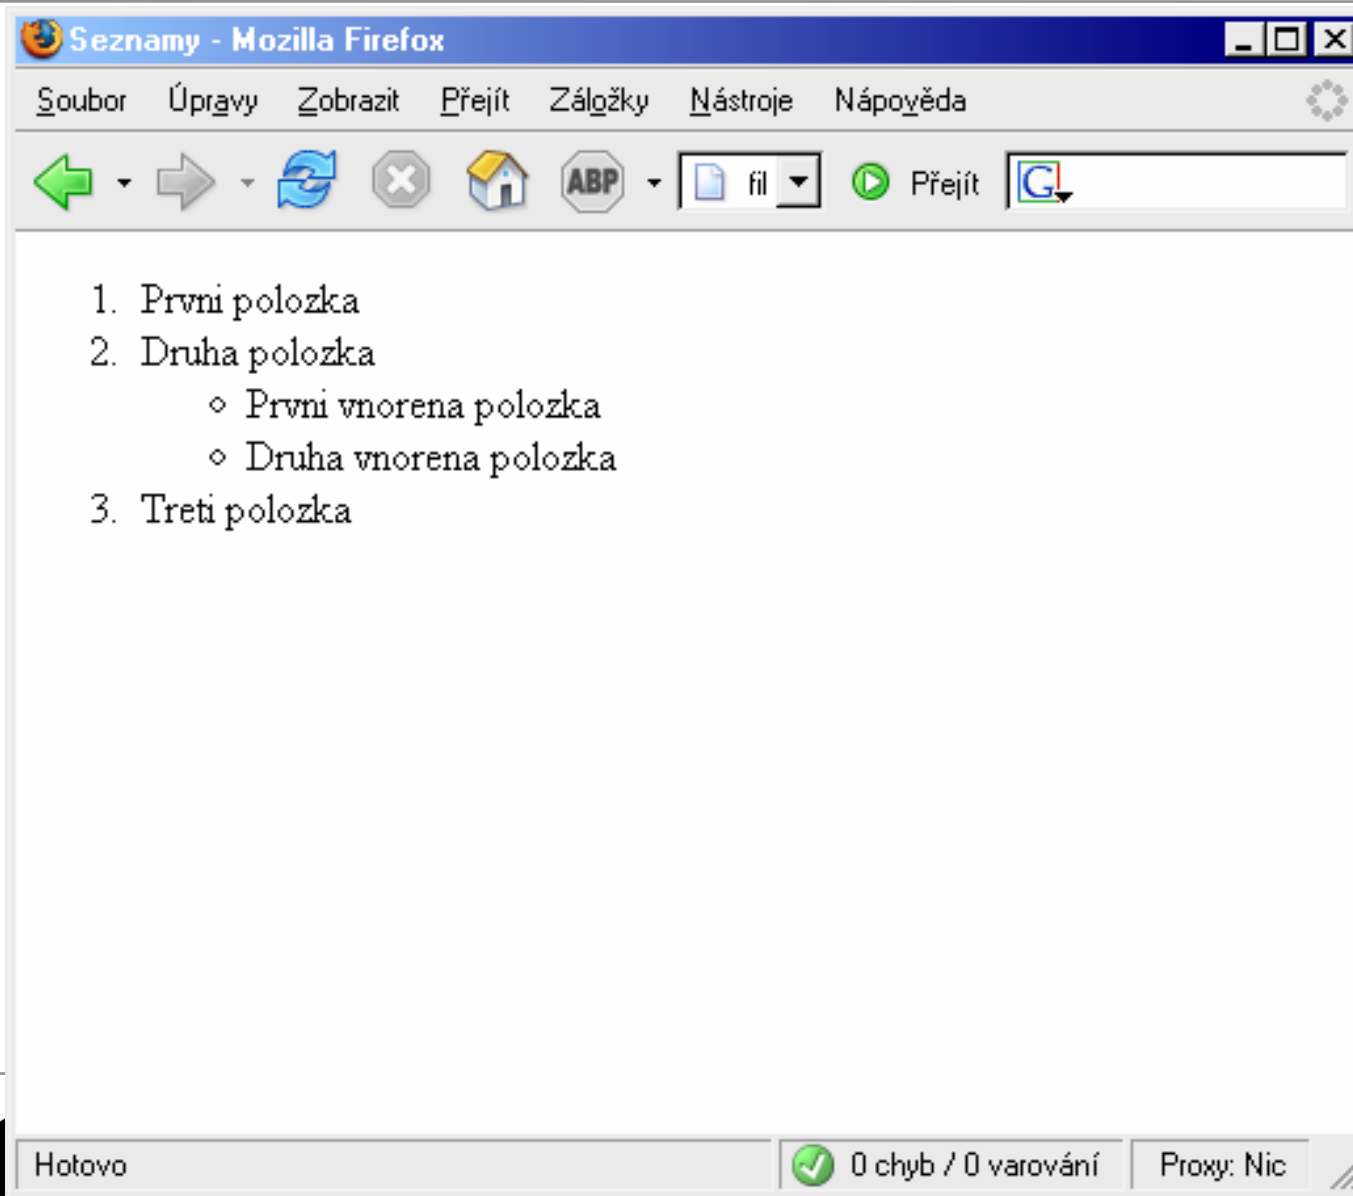 Seznamy - Mozilla Firefox
Soubor Úpravy Zobrazit Přejít Záložky Nástroje Nápověda
ABP fil Přejít G
1. Prvni polozka
2. Druha polozka
Prvni vnorena polozka
Druha vnorena polozka
3. Treti polozka
Hotovo 0 chyb / 0 varování Proxy: Nic